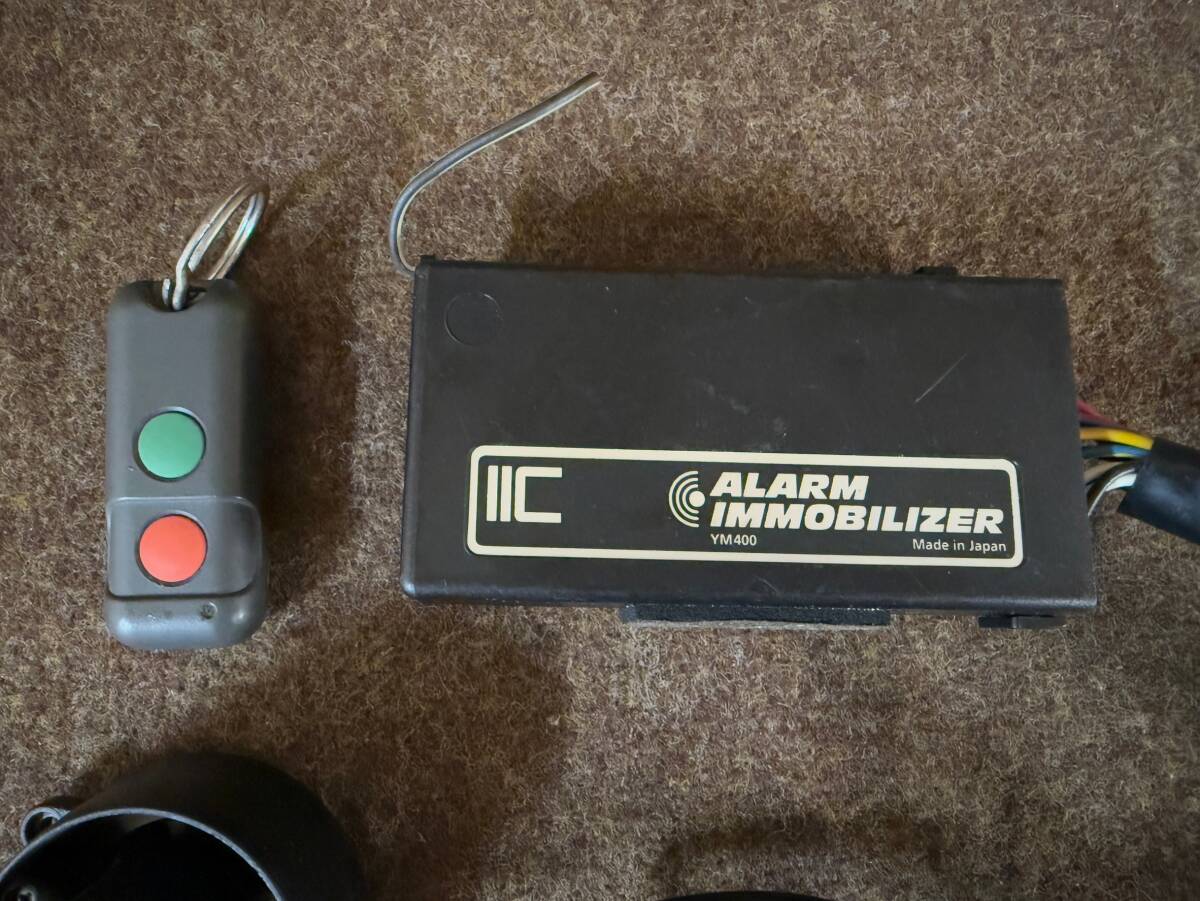 IIC
ALARM
IMMOBILIZER
YM400
Made in Japan